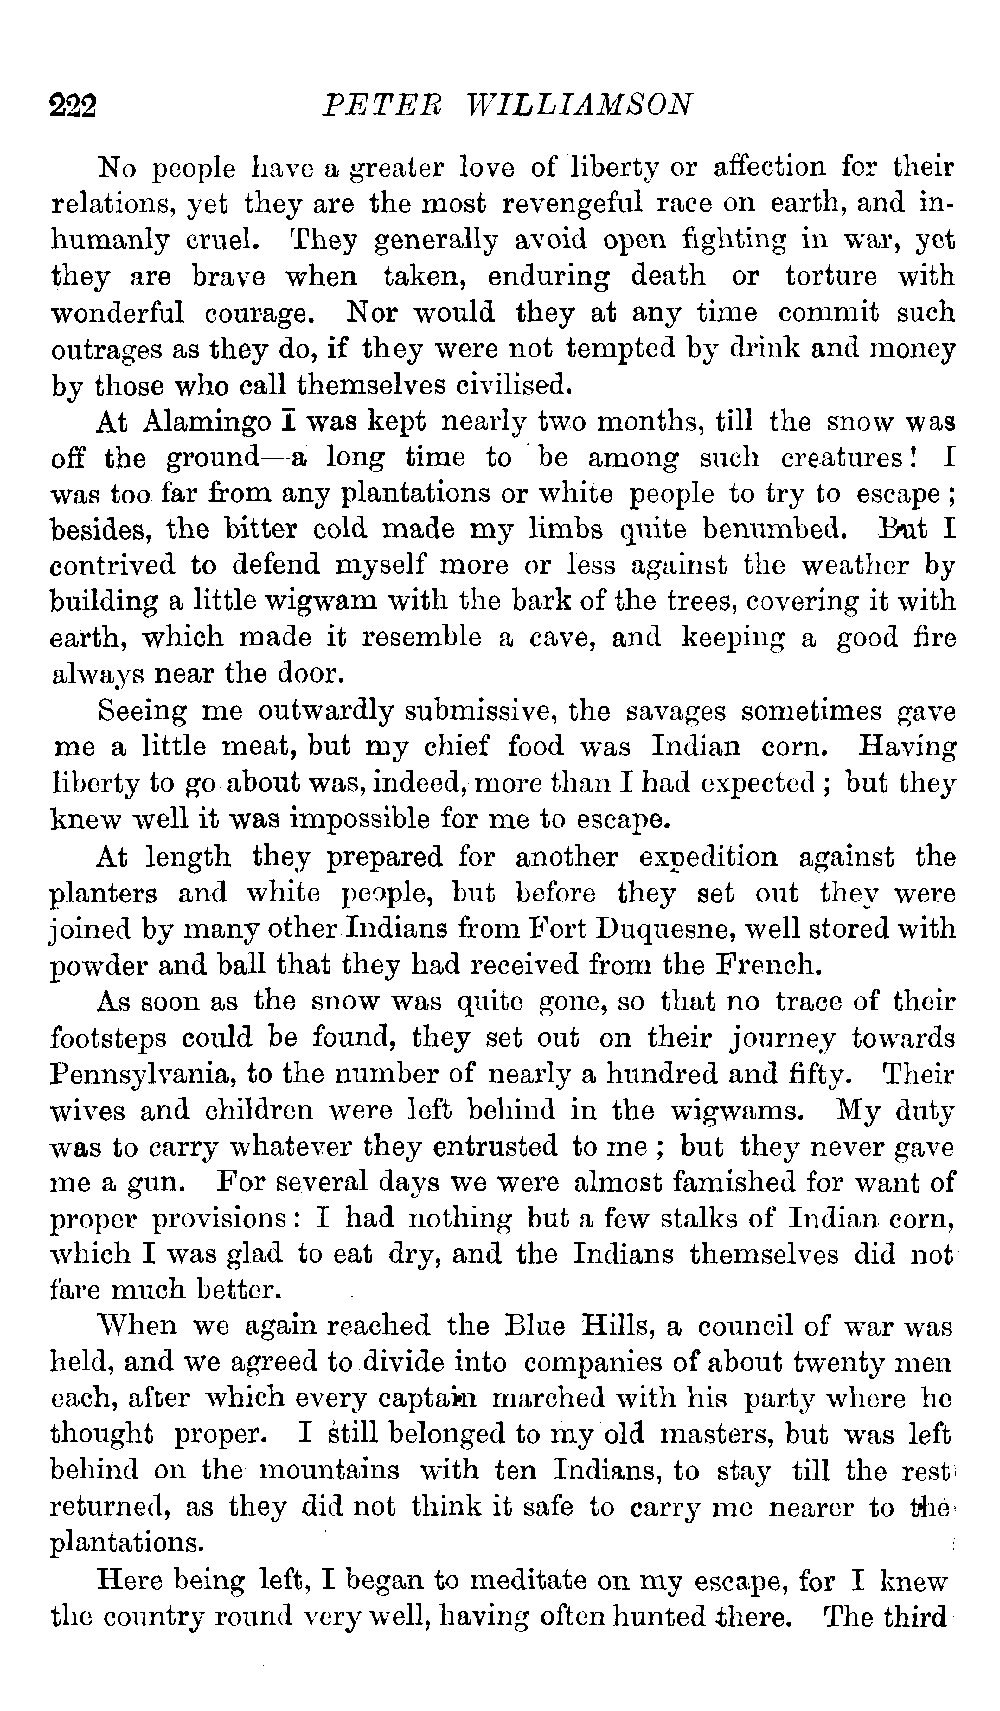 222 PETER WILLIAMSON
No people have a greater love of liberty or affection for their
relations, yet they are the most revengeful race on earth, and in-
humanly cruel. They generally avoid open fighting in war, yet
they are brave when taken, enduring death or torture with
wonderful courage. Nor would they at any time commit such
outrages as they do, if they were not tempted by drink and money
by those who call themselves civilised.
At Alamingo I was kept nearly two months, till the snow was
off the ground—a long time to be among such creatures! I
was too far from any plantations or white people to try to escape ;
besides, the bitter cold made my limbs quite benumbed. But I
contrived to defend myself more or less against the weather by
building a little wigwam with the bark of the trees, covering it with
earth, which made it resemble a cave, and keeping a good fire
always near the door.
Seeing me outwardly submissive, the savages sometimes gave
me a little meat, but my chief food was Indian corn. Having
liberty to go about was, indeed, more than I had expected ; but they
knew well it was impossible for me to escape.
At length they prepared for another expedition against the
planters and white people, but before they set out they were
joined by many other Indians from Fort Duquesne, well stored with
powder and ball that they had received from the French.
As soon as the snow was quite gone, so that no trace of their
footsteps could be found, they set out on their journey towards
Pennsylvania, to the number of nearly a hundred and fifty. Their
wives and children were left behind in the wigwams. My duty
was to carry whatever they entrusted to me ; but they never gave
me a gun. For several days we were almost famished for want of
proper provisions: I had nothing but a few stalks of Indian corn,
which I was glad to eat dry, and the Indians themselves did not
fare much better.
When we again reached the Blue Hills, a council of war was
held, and we agreed to divide into companies of about twenty men
each, after which every captain marched with his party where he
thought proper. I still belonged to my old masters, but was left
behind on the mountains with ten Indians, to stay till the rest
returned, as they did not think it safe to carry me nearer to the
plantations.
Here being left, I began to meditate on my escape, for I knew
the country round very well, having often hunted there. The third